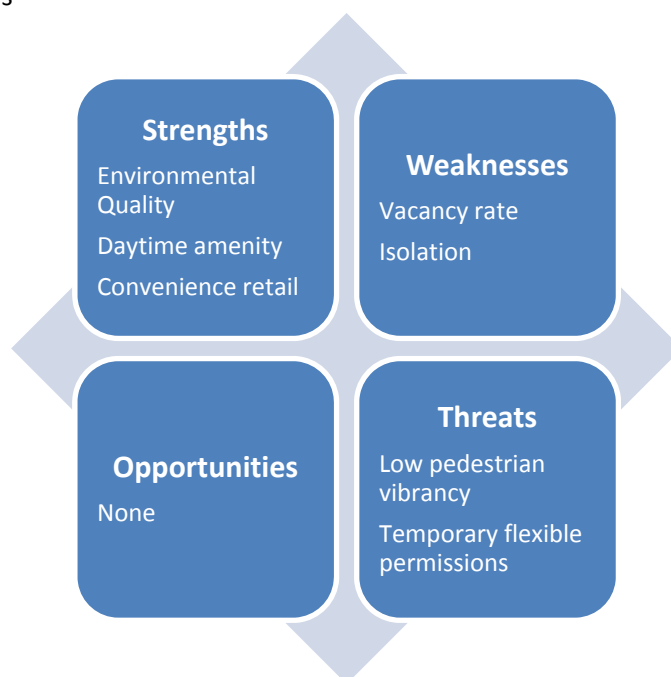 Strengths
Environmental
Quality
Daytime amenity
Convenience retail
Weaknesses
Vacancy rate
Isolation
Opportunities
None
Threats
Low pedestrian
vibrancy
Temporary flexible
permissions